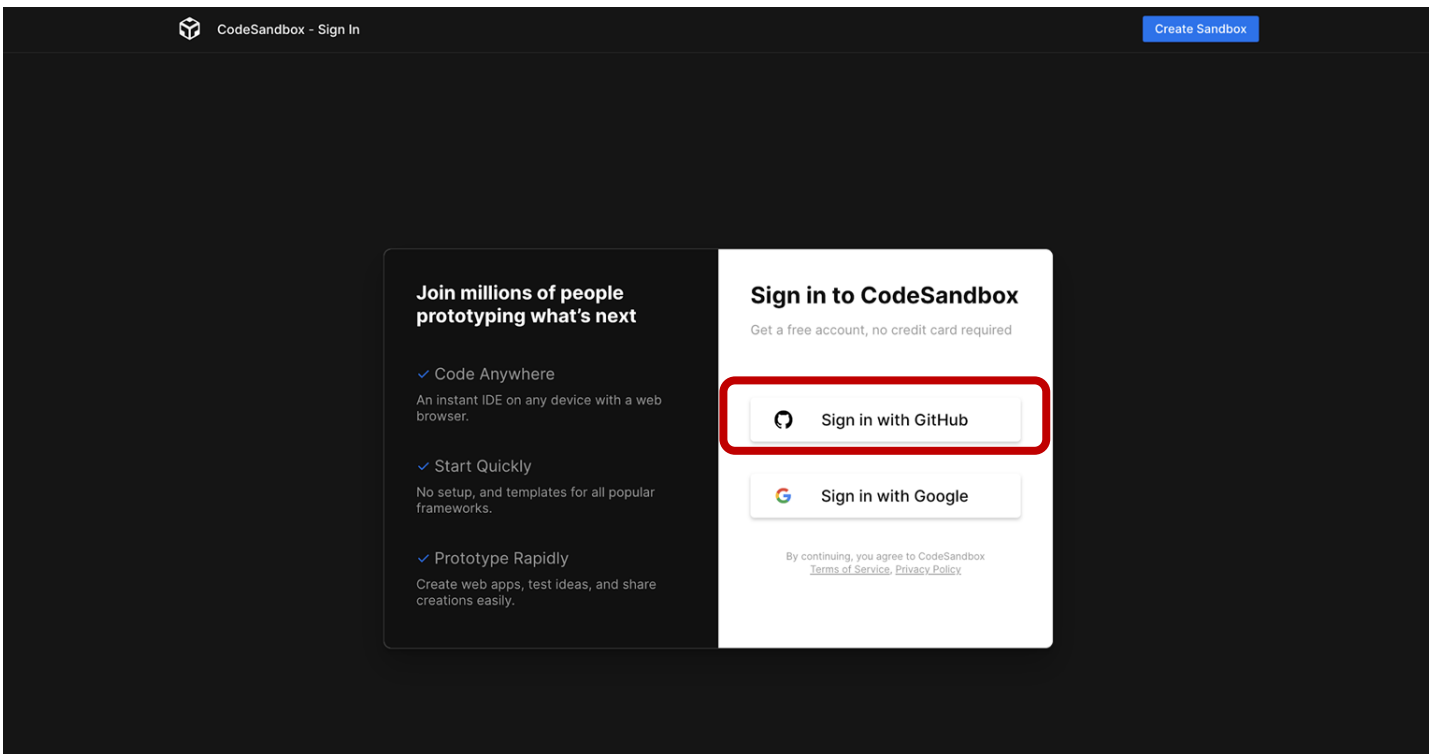 CodeSandbox - Sign In
Create Sandbox
Join millions of people
prototyping what's next
Code Anywhere
An instant IDE on any device with a web
browser.
Start Quickly
No setup, and templates for all popular
frameworks.
Prototype Rapidly
Create web apps, test ideas, and share
creations easily.
Sign in to CodeSandbox
Get a free account, no credit card required
Sign in with GitHub
Sign in with Google
By continuing, you agree to CodeSandbox
Terms of Service, Privacy Policy